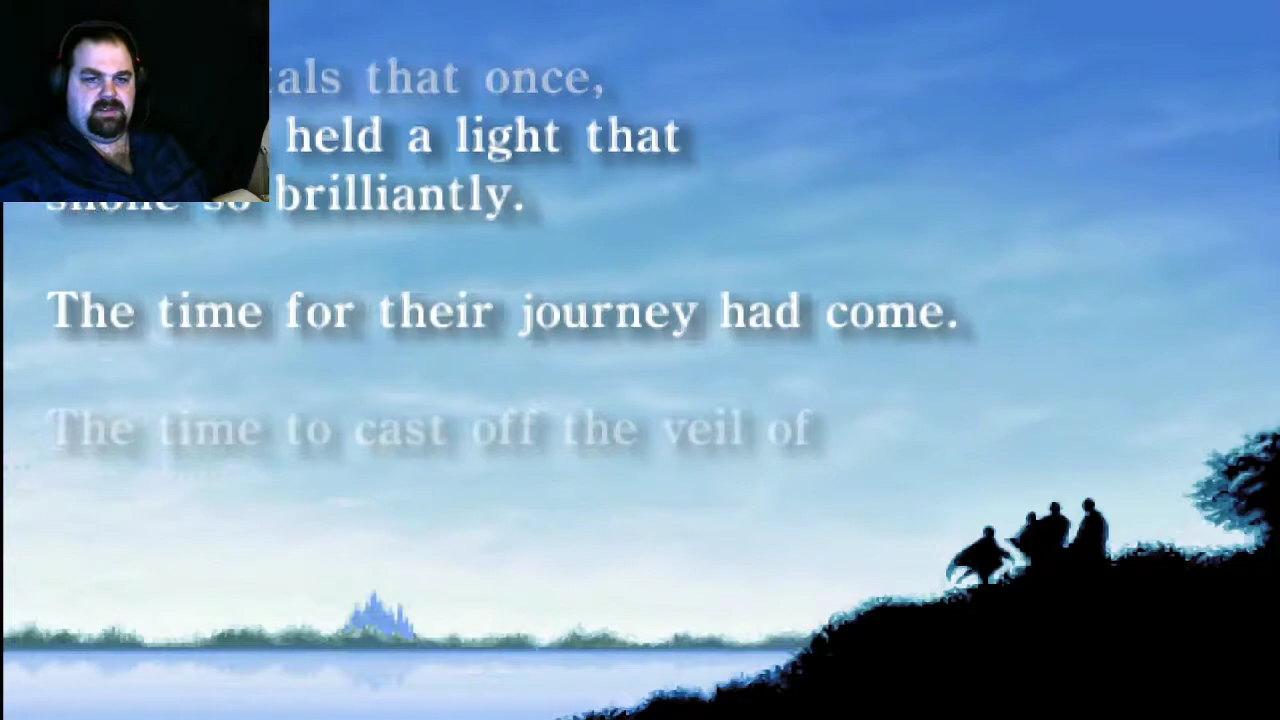 that once,
held a light that
so brilliantly.
The time for their journey had come.
The time to cast off the veil of